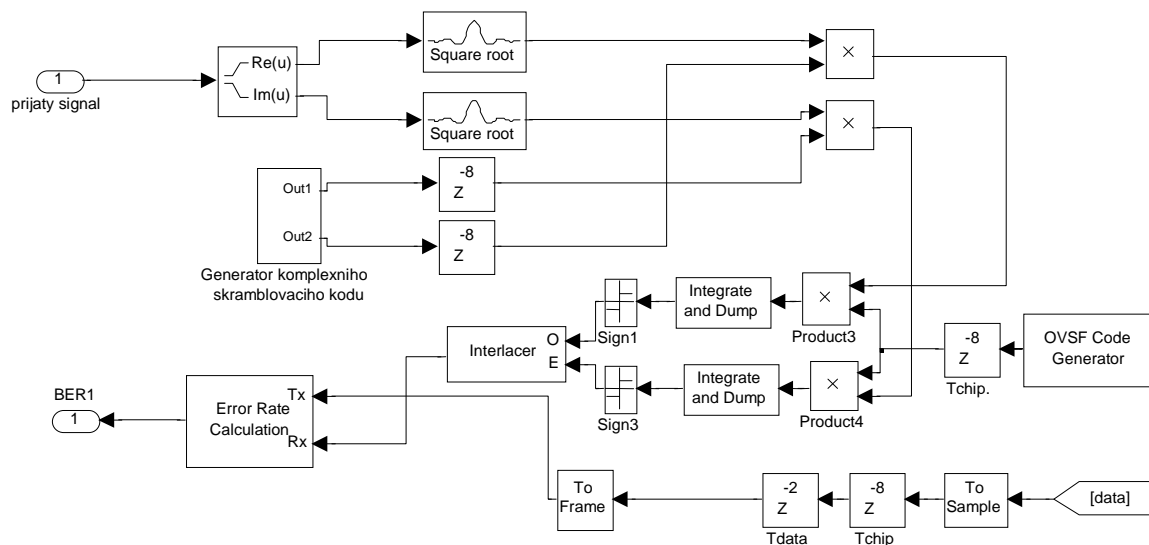 1
prijaty signal
Re(u)
Im(u)
Square root
Square root
×
×
Out1
Out2
Generator komplexniho
skramblovaciho kodu
-8
Z
-8
Z
Integrate
and Dump
Sign1
×
Product3
Interlacer
O
E
Integrate
and Dump
Sign3
×
Product4
-8
Z
Tchip.
OVSF Code
Generator
BER1
1
Error Rate
Calculation
Tx
Rx
To
Frame
-2
Z
Tdata
-8
Z
Tchip
To
Sample
[data]